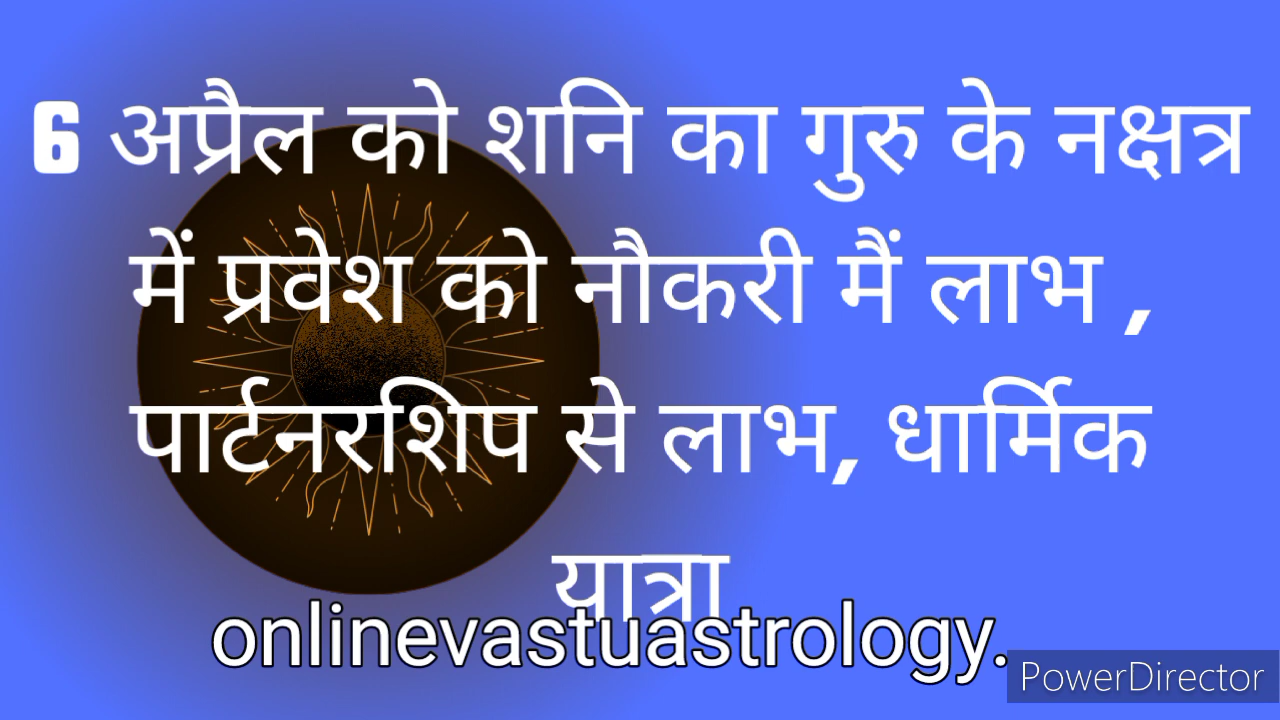 6 अप्रैल को शनि का गुरु के नक्षत्र
में प्रवेश को नौकरी मैं लाभ ,
पार्टनरशिप से लाभ, धार्मिक
यात्रा
onlinevastuastrology.
PowerDirector